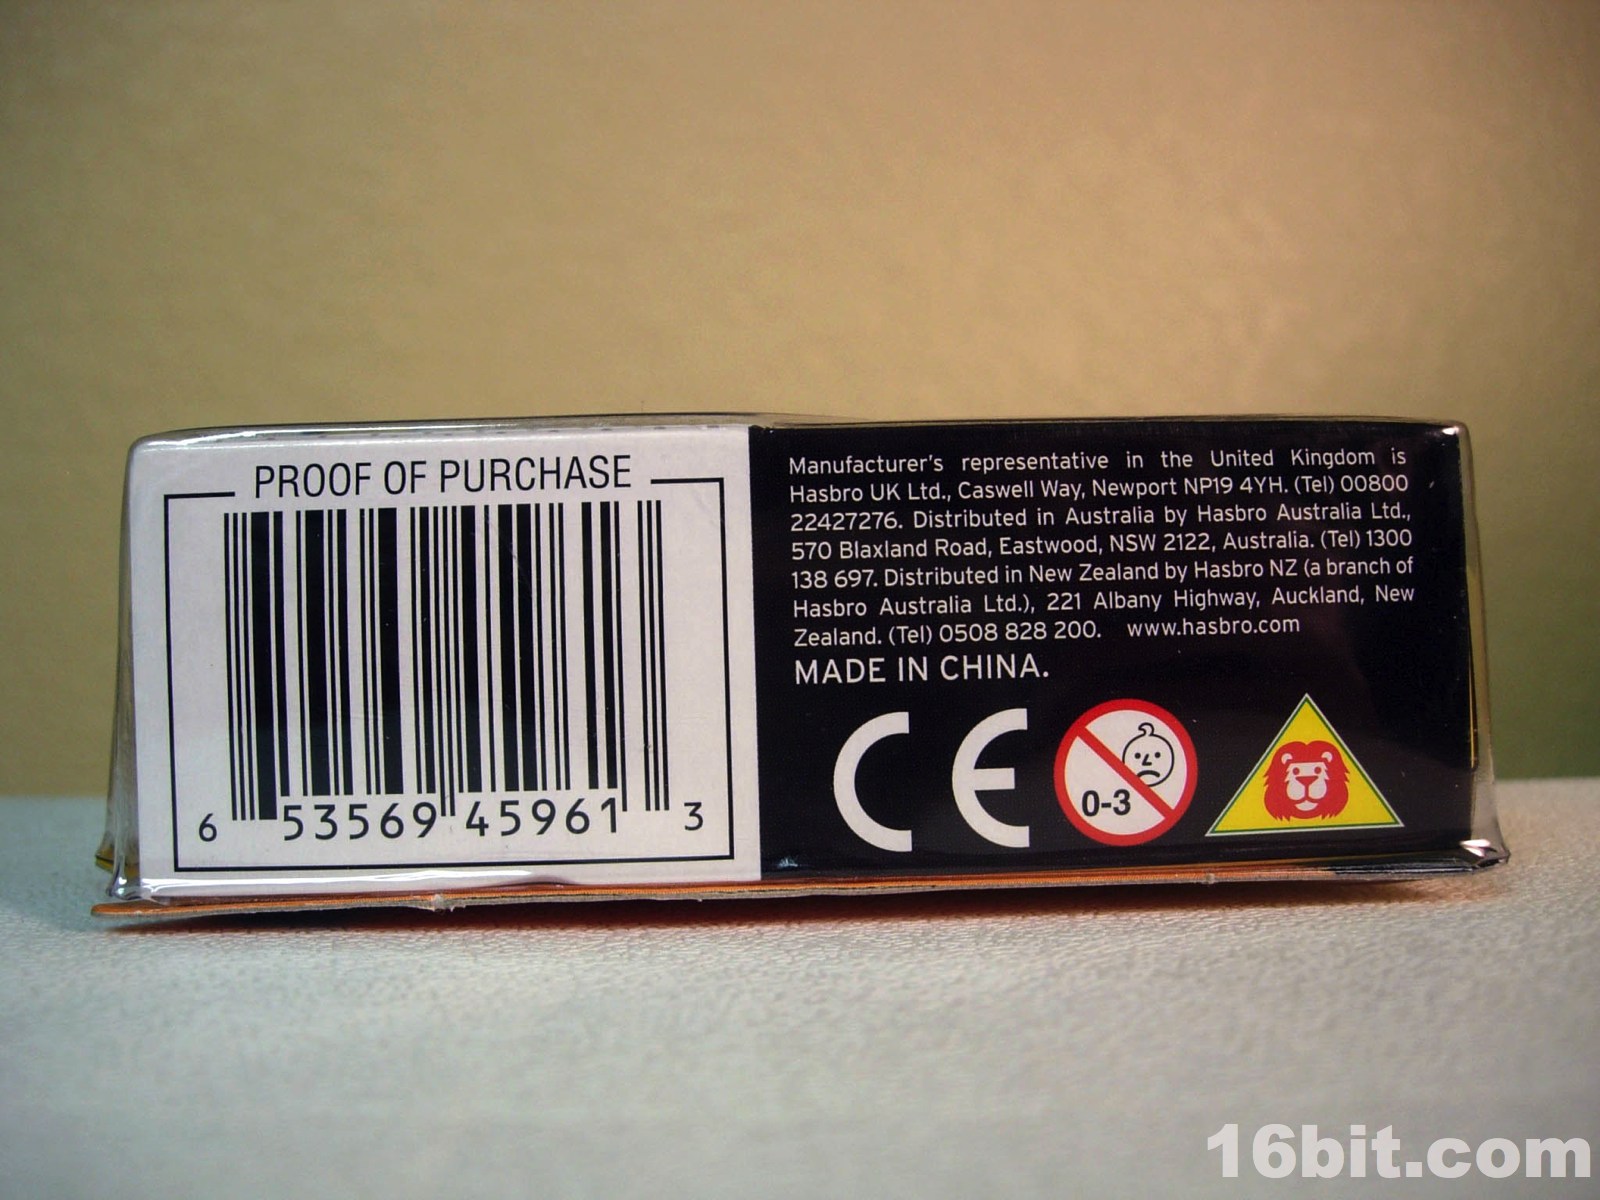 PROOF OF PURCHASE
6 53569 45961 3
Manufacturer's representative in the United Kingdom is
Hasbro UK Ltd., Caswell Way, Newport NP19 4YH. (Tel) 00800
22427276. Distributed in Australia by Hasbro Australia Ltd.,
570 Blaxland Road, Eastwood, NSW 2122, Australia. (Tel) 1300
138 697. Distributed in New Zealand by Hasbro NZ (a branch of
Hasbro Australia Ltd.), 221 Albany Highway, Auckland, New
Zealand. (Tel) 0508 828 200. www.hasbro.com
MADE IN CHINA.
CE
0-3
16bit.com